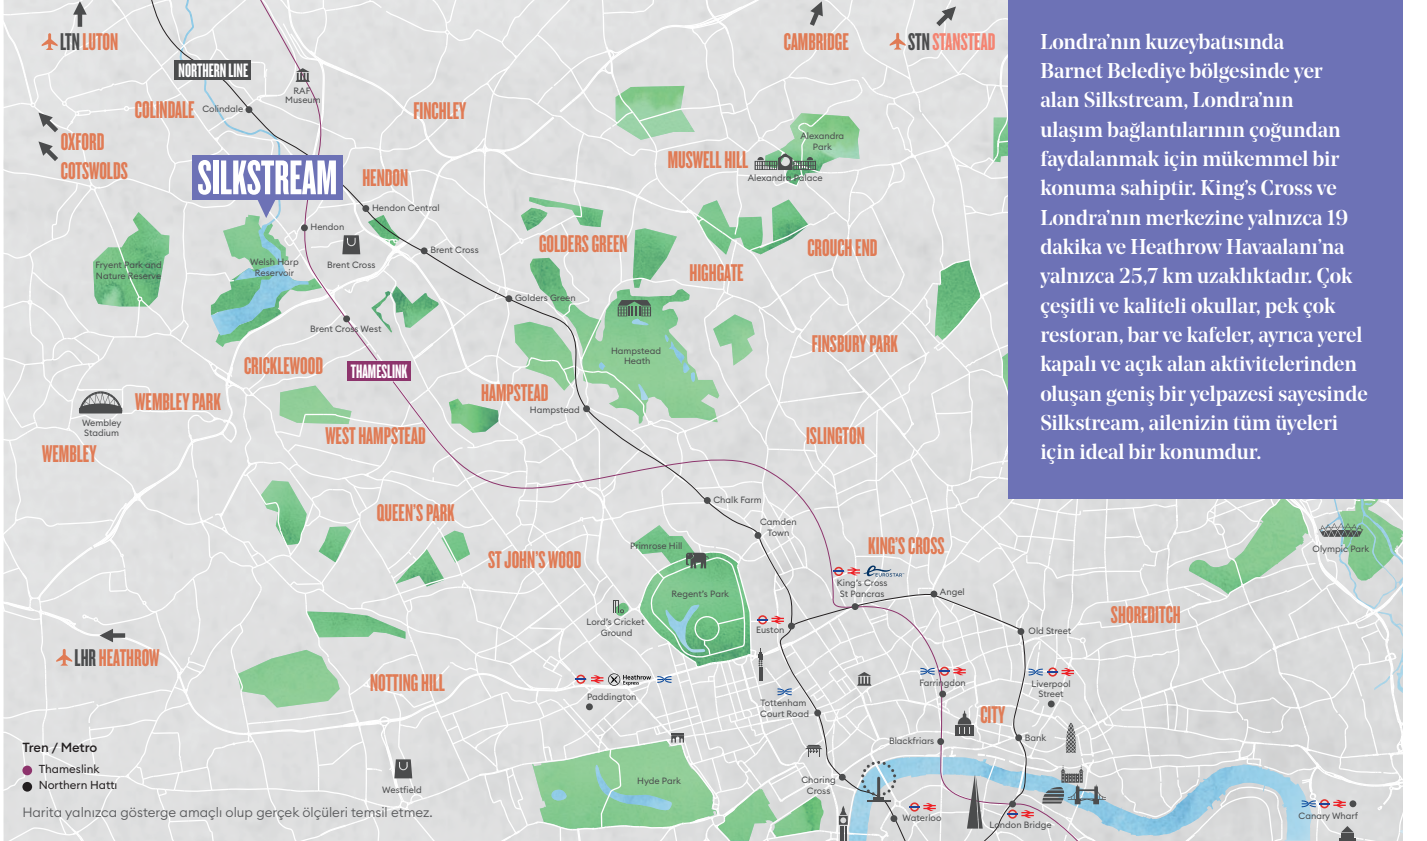 LTN LUTON
CAMBRIDGE
STN STANSTEAD
NORTHERN LINE
RAF
Museum
COLINDALE
Colindale
FINCHLEY
OXFORD
COTSWOLDS
Alexandra
Park
MUSWELL HILL
Alexandra Palace
SILKSTREAM
HENDON
Hendon Central
Hendon
Brent Cross
Brent Cross
GOLDERS GREEN
CROUCH END
HIGHGATE
Fryent Park and
Nature Reserve
Welsh Harp
Reservoir
Golders Green
Brent Cross West
FINSBURY PARK
Hampstead
Heath
CRICKLEWOOD
THAMESLINK
HAMPSTEAD
Hampstead
WEMBLEY PARK
Wembley
Stadium
WEST HAMPSTEAD
ISLINGTON
WEMBLEY
Chalk Farm
QUEEN'S PARK
Camden
Town
Primrose Hill
KING'S CROSS
ST JOHN'S WOOD
EUROSTAR
King's Cross
St Pancras
Regent's Park
Angel
Olympic Park
SHOREDITCH
Lord's Cricket
Ground
Euston
Old Street
LHR HEATHROW
NOTTING HILL
Heathrow
Express
Paddington
Farringdon
Liverpool
Street
Tottenham
Court Road
CITY
Blackfriars
Bank
Hyde Park
Charing
Cross
Westfield
Waterloo
London Bridge
Canary Wharf
Tren / Metro
Thameslink
Northern Hattı
Harita yalnızca gösterge amaçlı olup gerçek ölçüleri temsil etmez.
Londra’nın kuzeybatısında
Barnet Belediye bölgesinde yer
alan Silkstream, Londra’nın
ulaşım bağlantılarının çoğundan
faydalanmak için mükemmel bir
konuma sahiptir. King’s Cross ve
Londra’nın merkezine yalnızca 19
dakika ve Heathrow Havaalanı’na
yalnızca 25,7 km uzaklıktadır. Çok
çeşitli ve kaliteli okullar, pek çok
restoran, bar ve kafeler, ayrıca yerel
kapalı ve açık alan aktivitelerinden
oluşan geniş bir yelpazesi sayesinde
Silkstream, ailenizin tüm üyeleri
için ideal bir konumdur.